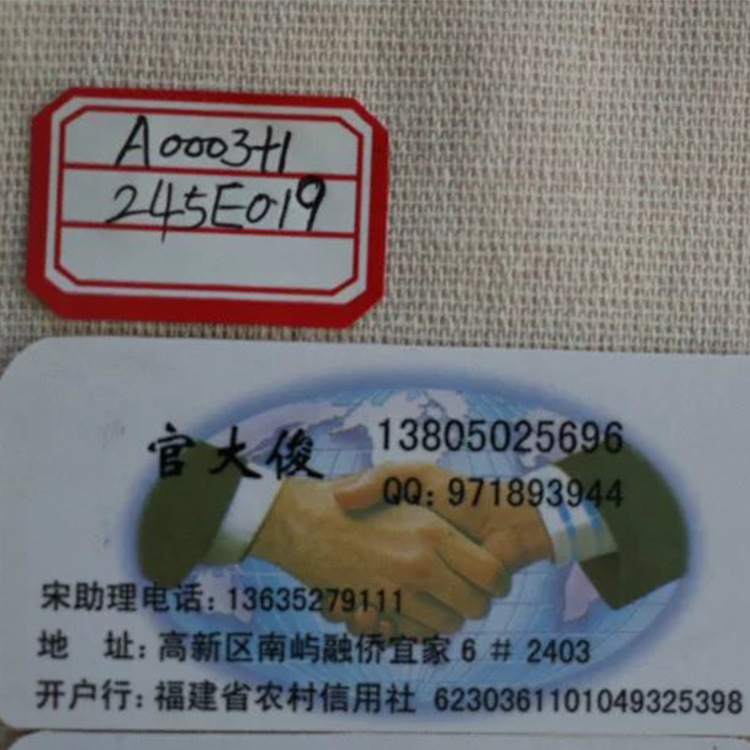 A0003+1
245E019
官大俊
13805025696
QQ: 971893944
宋助理电话: 13635279111
地 址: 高新区南屿融侨宜家 6 # 2403
开户行: 福建省农村信用社 6230361101049325398